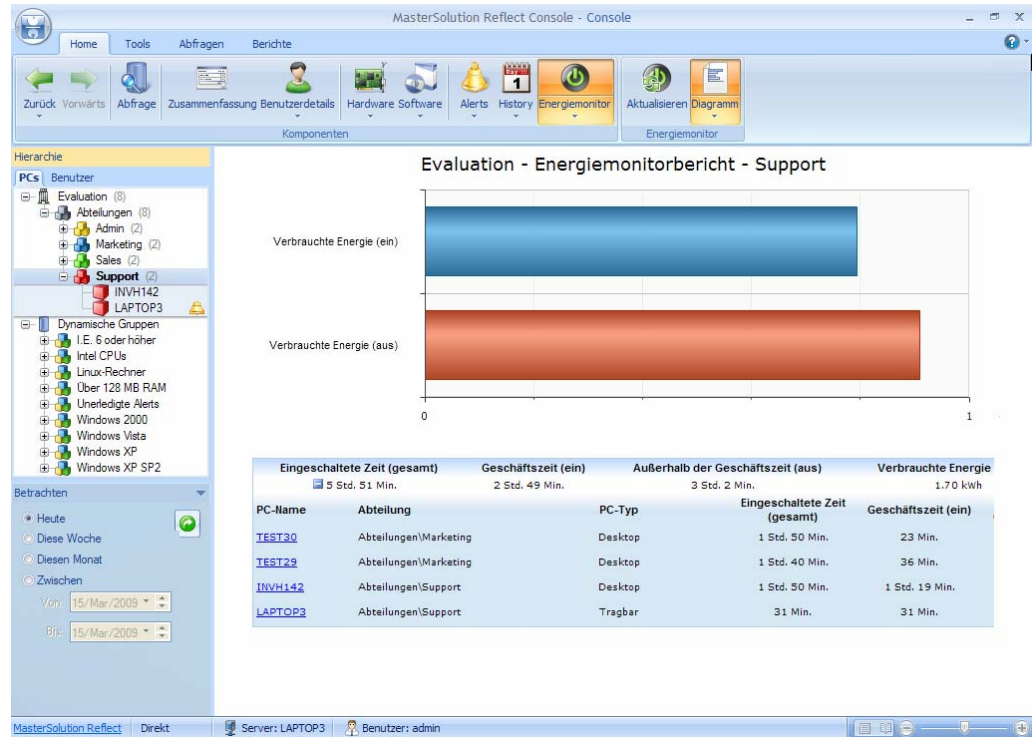 MasterSolution Reflect Console - Console
Home Tools Abfragen Berichte
Zurück Vorwärts Abfrage Zusammenfassung Benutzerdetails Hardware Software Alerts History Energiemonitor Aktualisieren Diagramm
Komponenten Energiemonitor
Hierarchie
PCs Benutzer
Evaluation (8)
Abteilungen (8)
Admin (2)
Marketing (2)
Sales (2)
Support (2)
INVH142
LAPTOP3
Dynamische Gruppen
I.E. 6 oder höher
Intel CPUs
Linux-Rechner
Über 128 MB RAM
Unerledigte Alerts
Windows 2000
Windows Vista
Windows XP
Windows XP SP2
Betrachten
Heute
Diese Woche
Diesen Monat
Zwischen
Von: 15/Mar/2009
Bis: 15/Mar/2009
Evaluation - Energiemonitorbericht - Support
Verbrauchte Energie (ein)
Verbrauchte Energie (aus)
0 1
Eingeschaltete Zeit (gesamt) Geschäftszeit (ein) Außerhalb der Geschäftszeit (aus) Verbrauchte Energie
5 Std. 51 Min. 2 Std. 49 Min. 3 Std. 2 Min. 1.70 kWh
PC-Name Abteilung PC-Typ Eingeschaltete Zeit (gesamt) Geschäftszeit (ein)
TEST30 Abteilungen\Marketing Desktop 1 Std. 50 Min. 23 Min.
TEST29 Abteilungen\Marketing Desktop 1 Std. 40 Min. 36 Min.
INVH142 Abteilungen\Support Desktop 1 Std. 50 Min. 1 Std. 19 Min.
LAPTOP3 Abteilungen\Support Tragbar 31 Min. 31 Min.
MasterSolution Reflect Direkt Server: LAPTOP3 Benutzer: admin